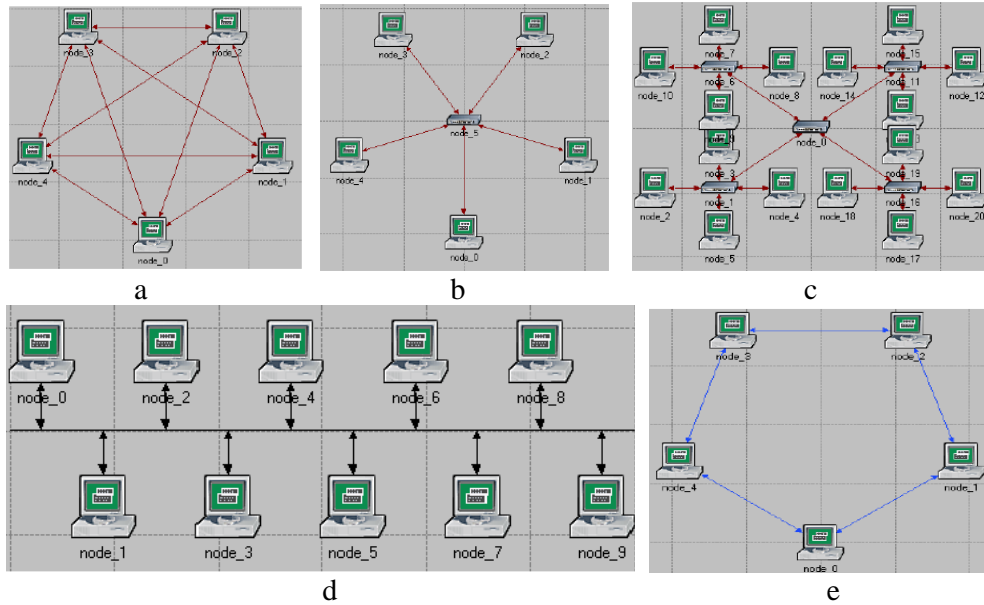 node_3
node_2
node_4
node_1
node_0
a
node_3
node_2
node_5
node_4
node_1
node_0
b
node_7
node_15
node_6
node_11
node_10
node_8
node_14
node_12
node_0
node_3
node_19
node_1
node_16
node_2
node_4
node_18
node_20
node_5
node_17
c
node_0
node_2
node_4
node_6
node_8
node_1
node_3
node_5
node_7
node_9
d
node_3
node_2
node_4
node_1
node_0
e